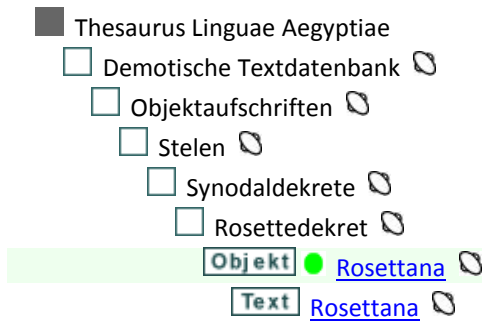 Thesaurus Linguae Aegyptiae
Demotische Textdatenbank
Objektaufschriften
Stelen
Synodaldekrete
Rosettedekret
Objekt Rosettana
Text Rosettana